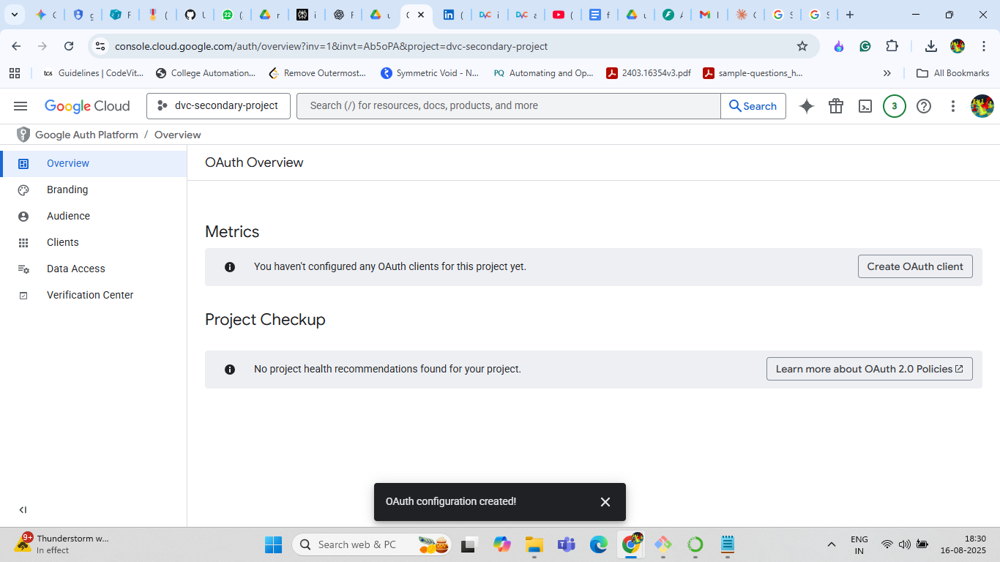 console.cloud.google.com/auth/overview?inv=1&invt=Ab5oPA&project=dvc-secondary-project
Guidelines | CodeVit...
College Automation...
Remove Outermost...
Symmetric Void - N...
Automating and Op...
2403.16354v3.pdf
sample-questions_h...
All Bookmarks
Google Cloud
dvc-secondary-project
Search (/) for resources, docs, products, and more
Search
3
Google Auth Platform / Overview
Overview
Branding
Audience
Clients
Data Access
Verification Center
OAuth Overview
Metrics
You haven't configured any OAuth clients for this project yet.
Create OAuth client
Project Checkup
No project health recommendations found for your project.
Learn more about OAuth 2.0 Policies
OAuth configuration created!
9+
Thunderstorm w...
In effect
Search web & PC
ENG
IN
18:30
16-08-2025